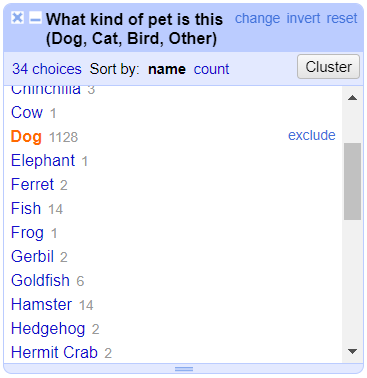 What kind of pet is this change invert reset
(Dog, Cat, Bird, Other)
34 choices Sort by: name count Cluster
Chinchilla 3
Cow 1
Dog 1128 exclude
Elephant 1
Ferret 2
Fish 14
Frog 1
Gerbil 2
Goldfish 6
Hamster 14
Hedgehog 2
Hermit Crab 2